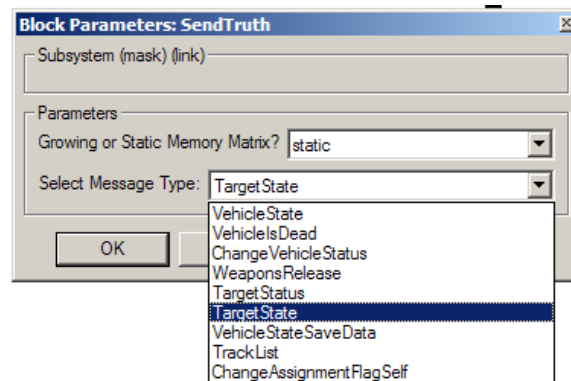 Block Parameters: SendTruth
Subsystem (mask) (link)
Parameters
Growing or Static Memory Matrix? static
Select Message Type: TargetState
VehicleState
VehicleIsDead
ChangeVehicleStatus
WeaponsRelease
OK
TargetStatus
TargetState
VehicleStateSaveData
TrackList
ChangeAssignmentFlagSelf